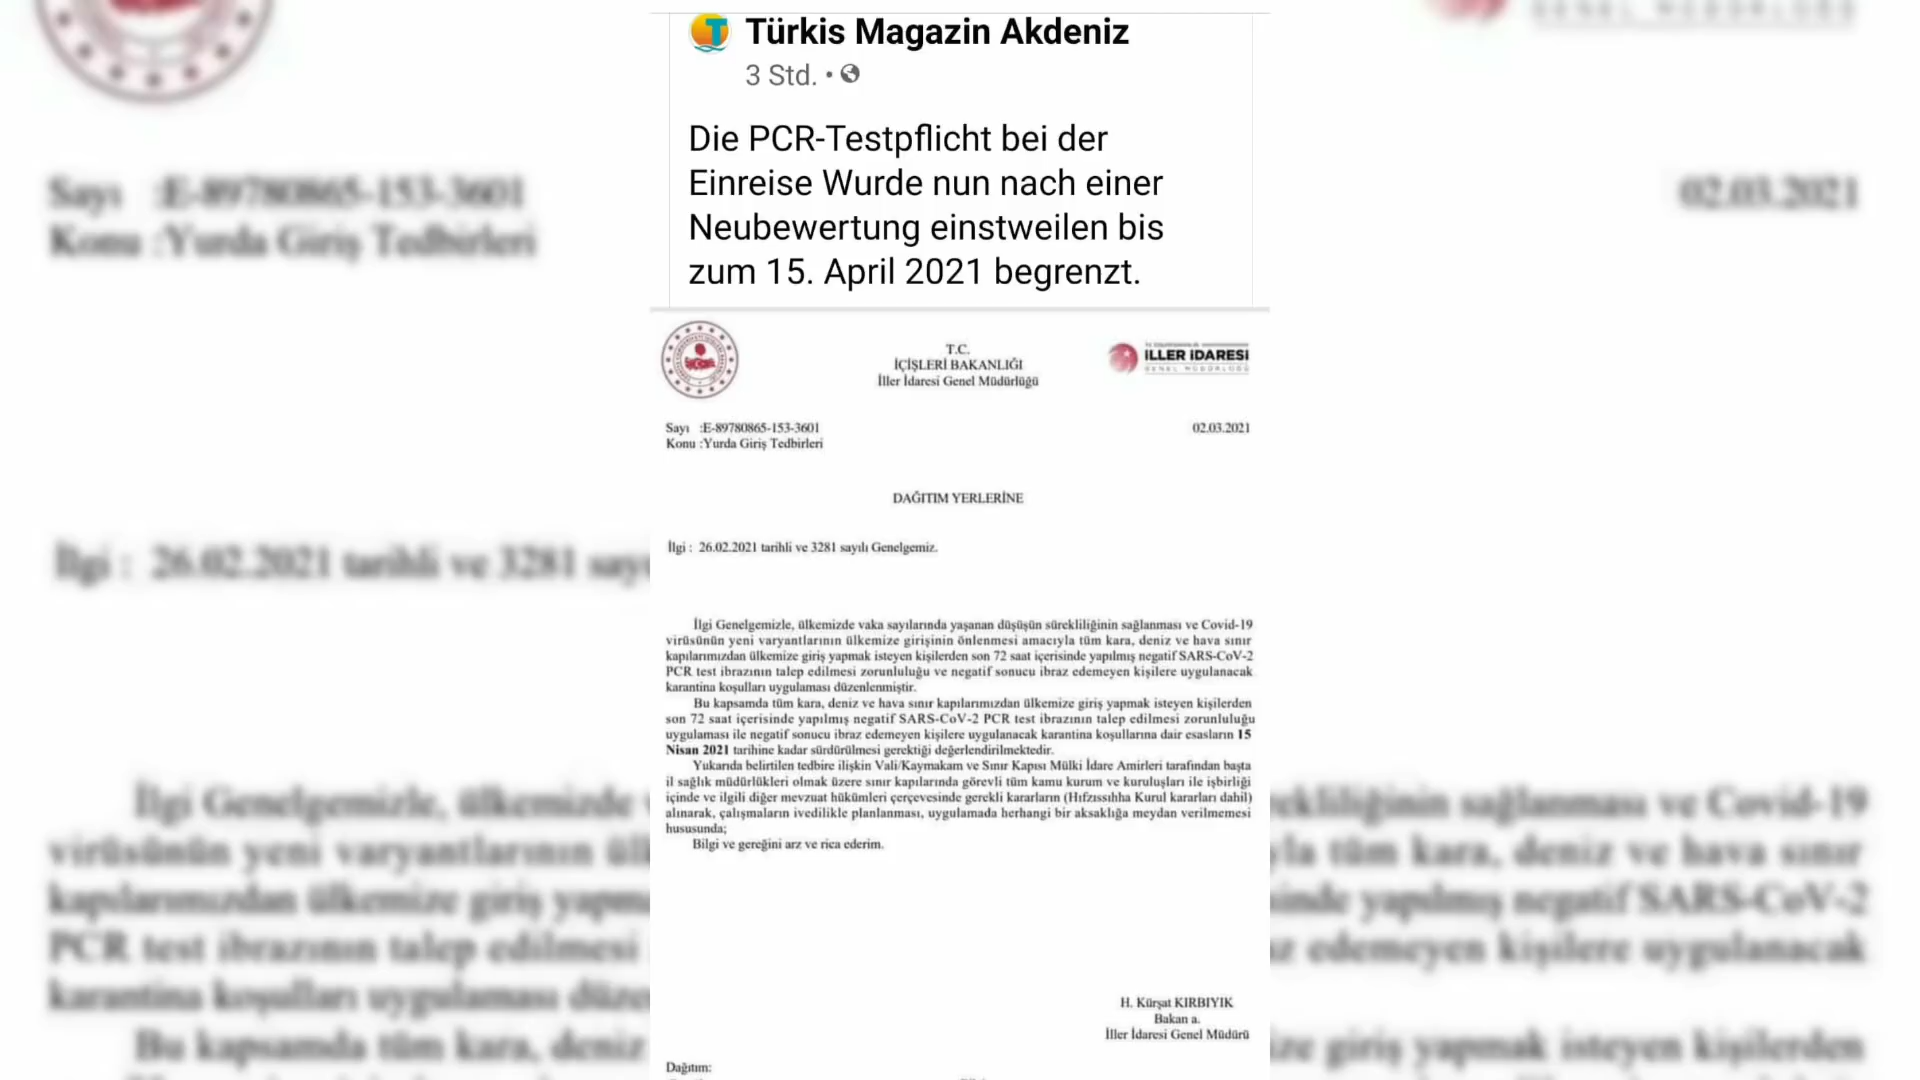 Türkis Magazin Akdeniz
3 Std. •
Die PCR-Testpflicht bei der
Einreise Wurde nun nach einer
Neubewertung einstweilen bis
zum 15. April 2021 begrenzt.
T.C.
İÇİŞLERİ BAKANLIĞI
İller İdaresi Genel Müdürlüğü
İLLER İDARESİ
GENEL MÜDÜRLÜĞÜ
Sayı :E-89780865-153-3601
02.03.2021
Konu :Yurda Giriş Tedbirleri
DAĞITIM YERLERİNE
İlgi : 26.02.2021 tarihli ve 3281 sayılı Genelgemiz.
İlgi Genelgemizle, ülkemizde vaka sayılarında yaşanan düşüşün sürekliliğinin sağlanması ve Covid-19
virüsünün yeni varyantlarının ülkemize girişinin önlenmesi amacıyla tüm kara, deniz ve hava sınır
kapılarımızdan ülkemize giriş yapmak isteyen kişilerden son 72 saat içerisinde yapılmış negatif SARS-CoV-2
PCR test ibrazının talep edilmesi zorunluluğu ve negatif sonucu ibraz edemeyen kişilere uygulanacak
karantina koşulları uygulaması düzenlenmiştir.
Bu kapsamda tüm kara, deniz ve hava sınır kapılarımızdan ülkemize giriş yapmak isteyen kişilerden
son 72 saat içerisinde yapılmış negatif SARS-CoV-2 PCR test ibrazının talep edilmesi zorunluluğu
uygulaması ile negatif sonucu ibraz edemeyen kişilere uygulanacak karantina koşullarına dair esasların 15
Nisan 2021 tarihine kadar sürdürülmesi gerektiği değerlendirilmektedir.
Yukarıda belirtilen tedbire ilişkin Vali/Kaymakam ve Sınır Kapısı Mülki İdare Amirleri tarafından başta
il sağlık müdürlükleri olmak üzere sınır kapılarında görevli tüm kamu kurum ve kuruluşları ile işbirliği
içinde ve ilgili diğer mevzuat hükümleri çerçevesinde gerekli kararların (Hıfzıssıhha Kurul kararları dahil)
alınarak, çalışmaların ivedilikle planlanması, uygulamada herhangi bir aksaklığa meydan verilmemesi
hususunda;
Bilgi ve gereğini arz ve rica ederim.
H. Kürşat KIRBIYIK
Bakan a.
İller İdaresi Genel Müdürü
Dağıtım: